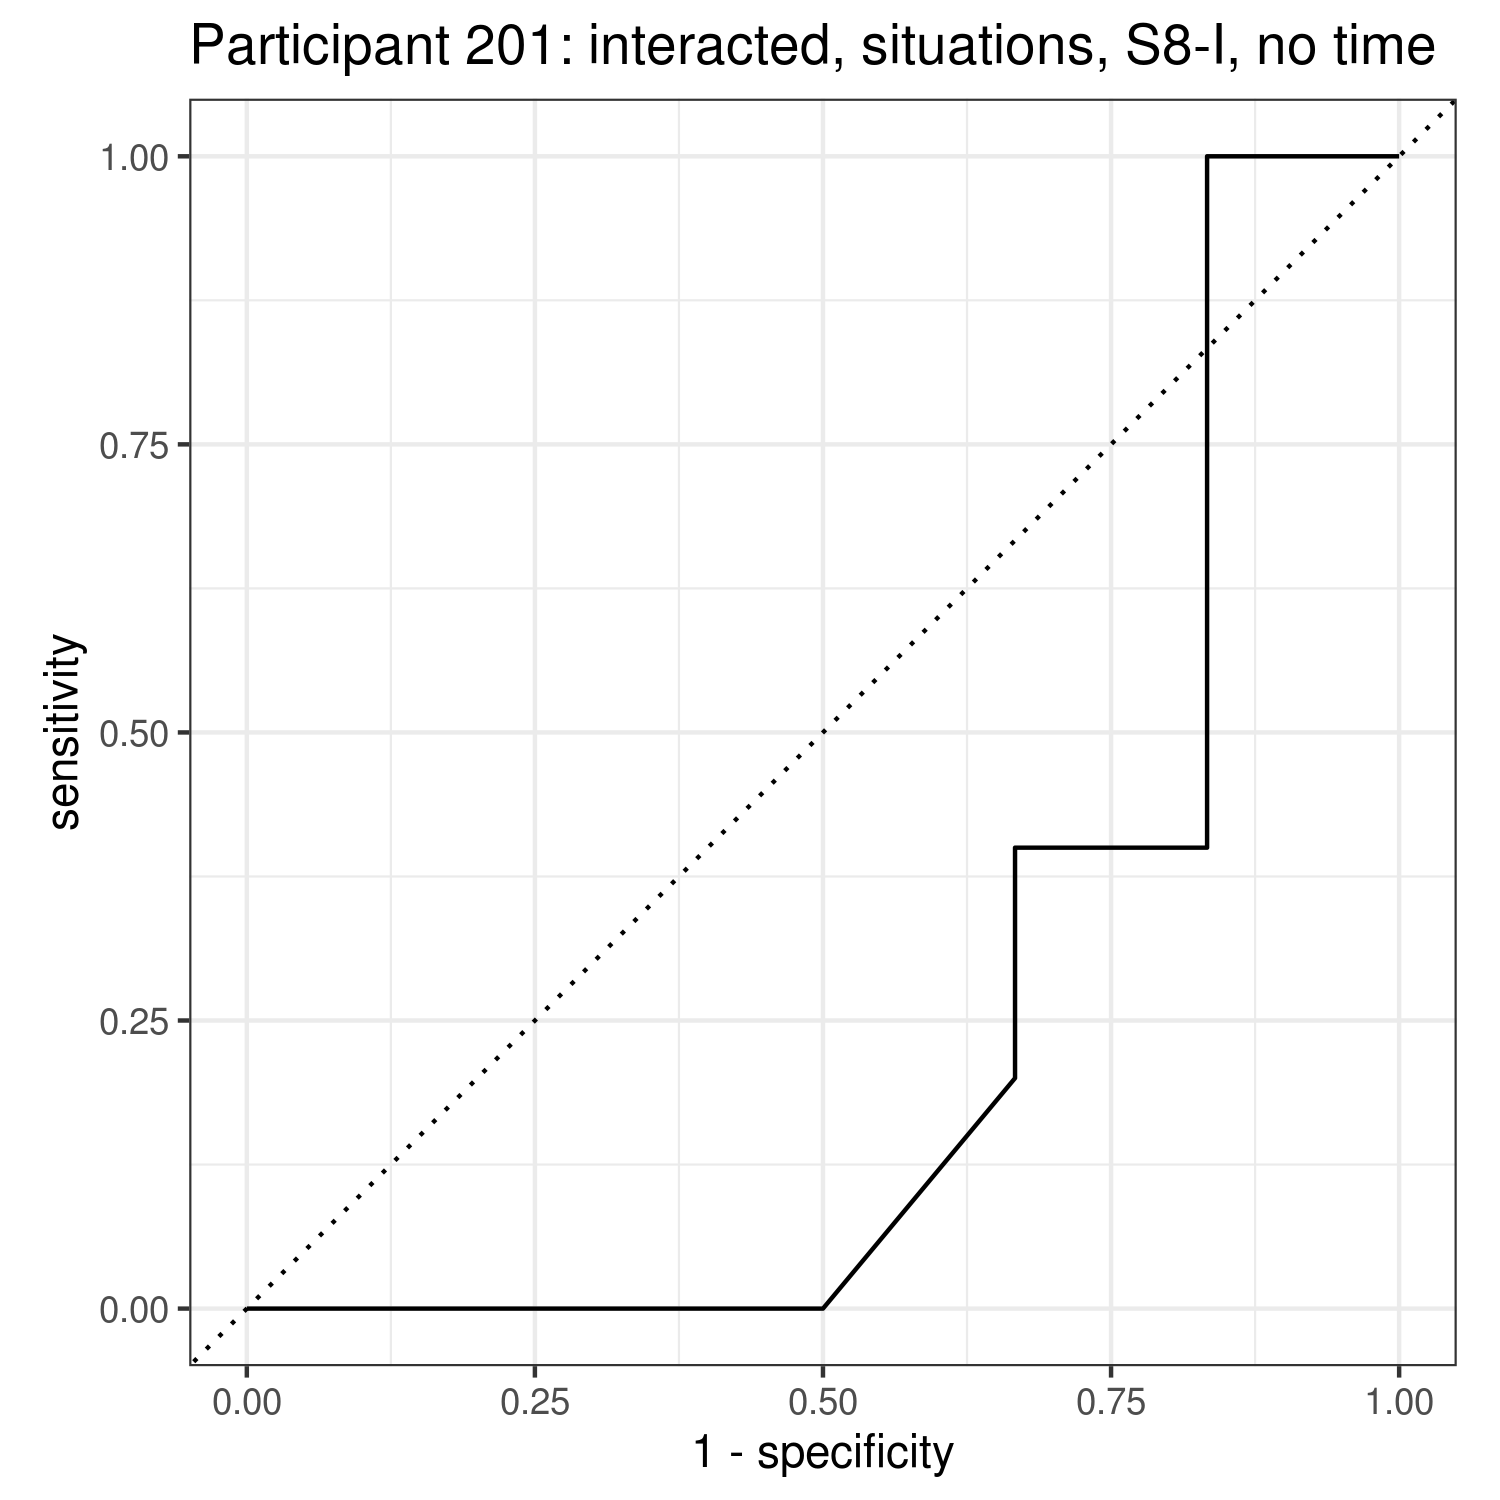 Participant 201: interacted, situations, S8-I, no time
1.00
0.75
0.50
0.25
0.00
sensitivity
0.00 0.25 0.50 0.75 1.00
1 - specificity